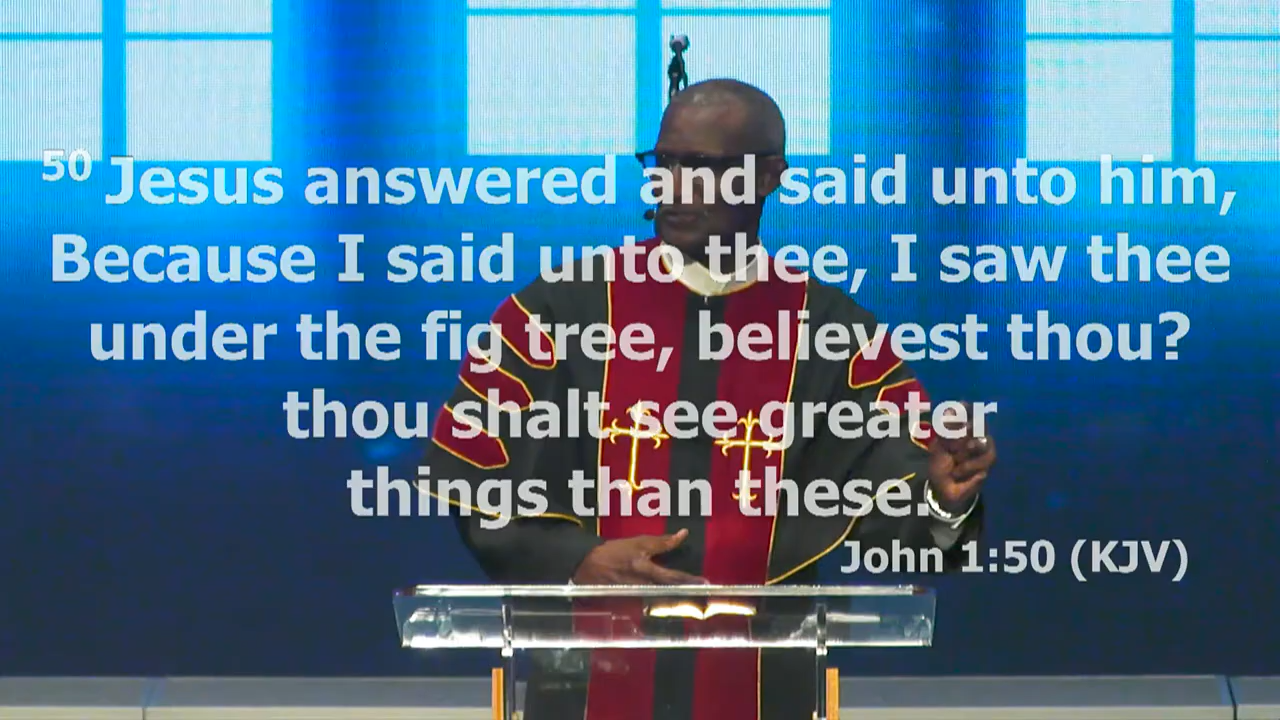 50 Jesus answered and said unto him,
Because I said unto thee, I saw thee
under the fig tree, believest thou?
thou shalt see greater
things than these.
John 1:50 (KJV)